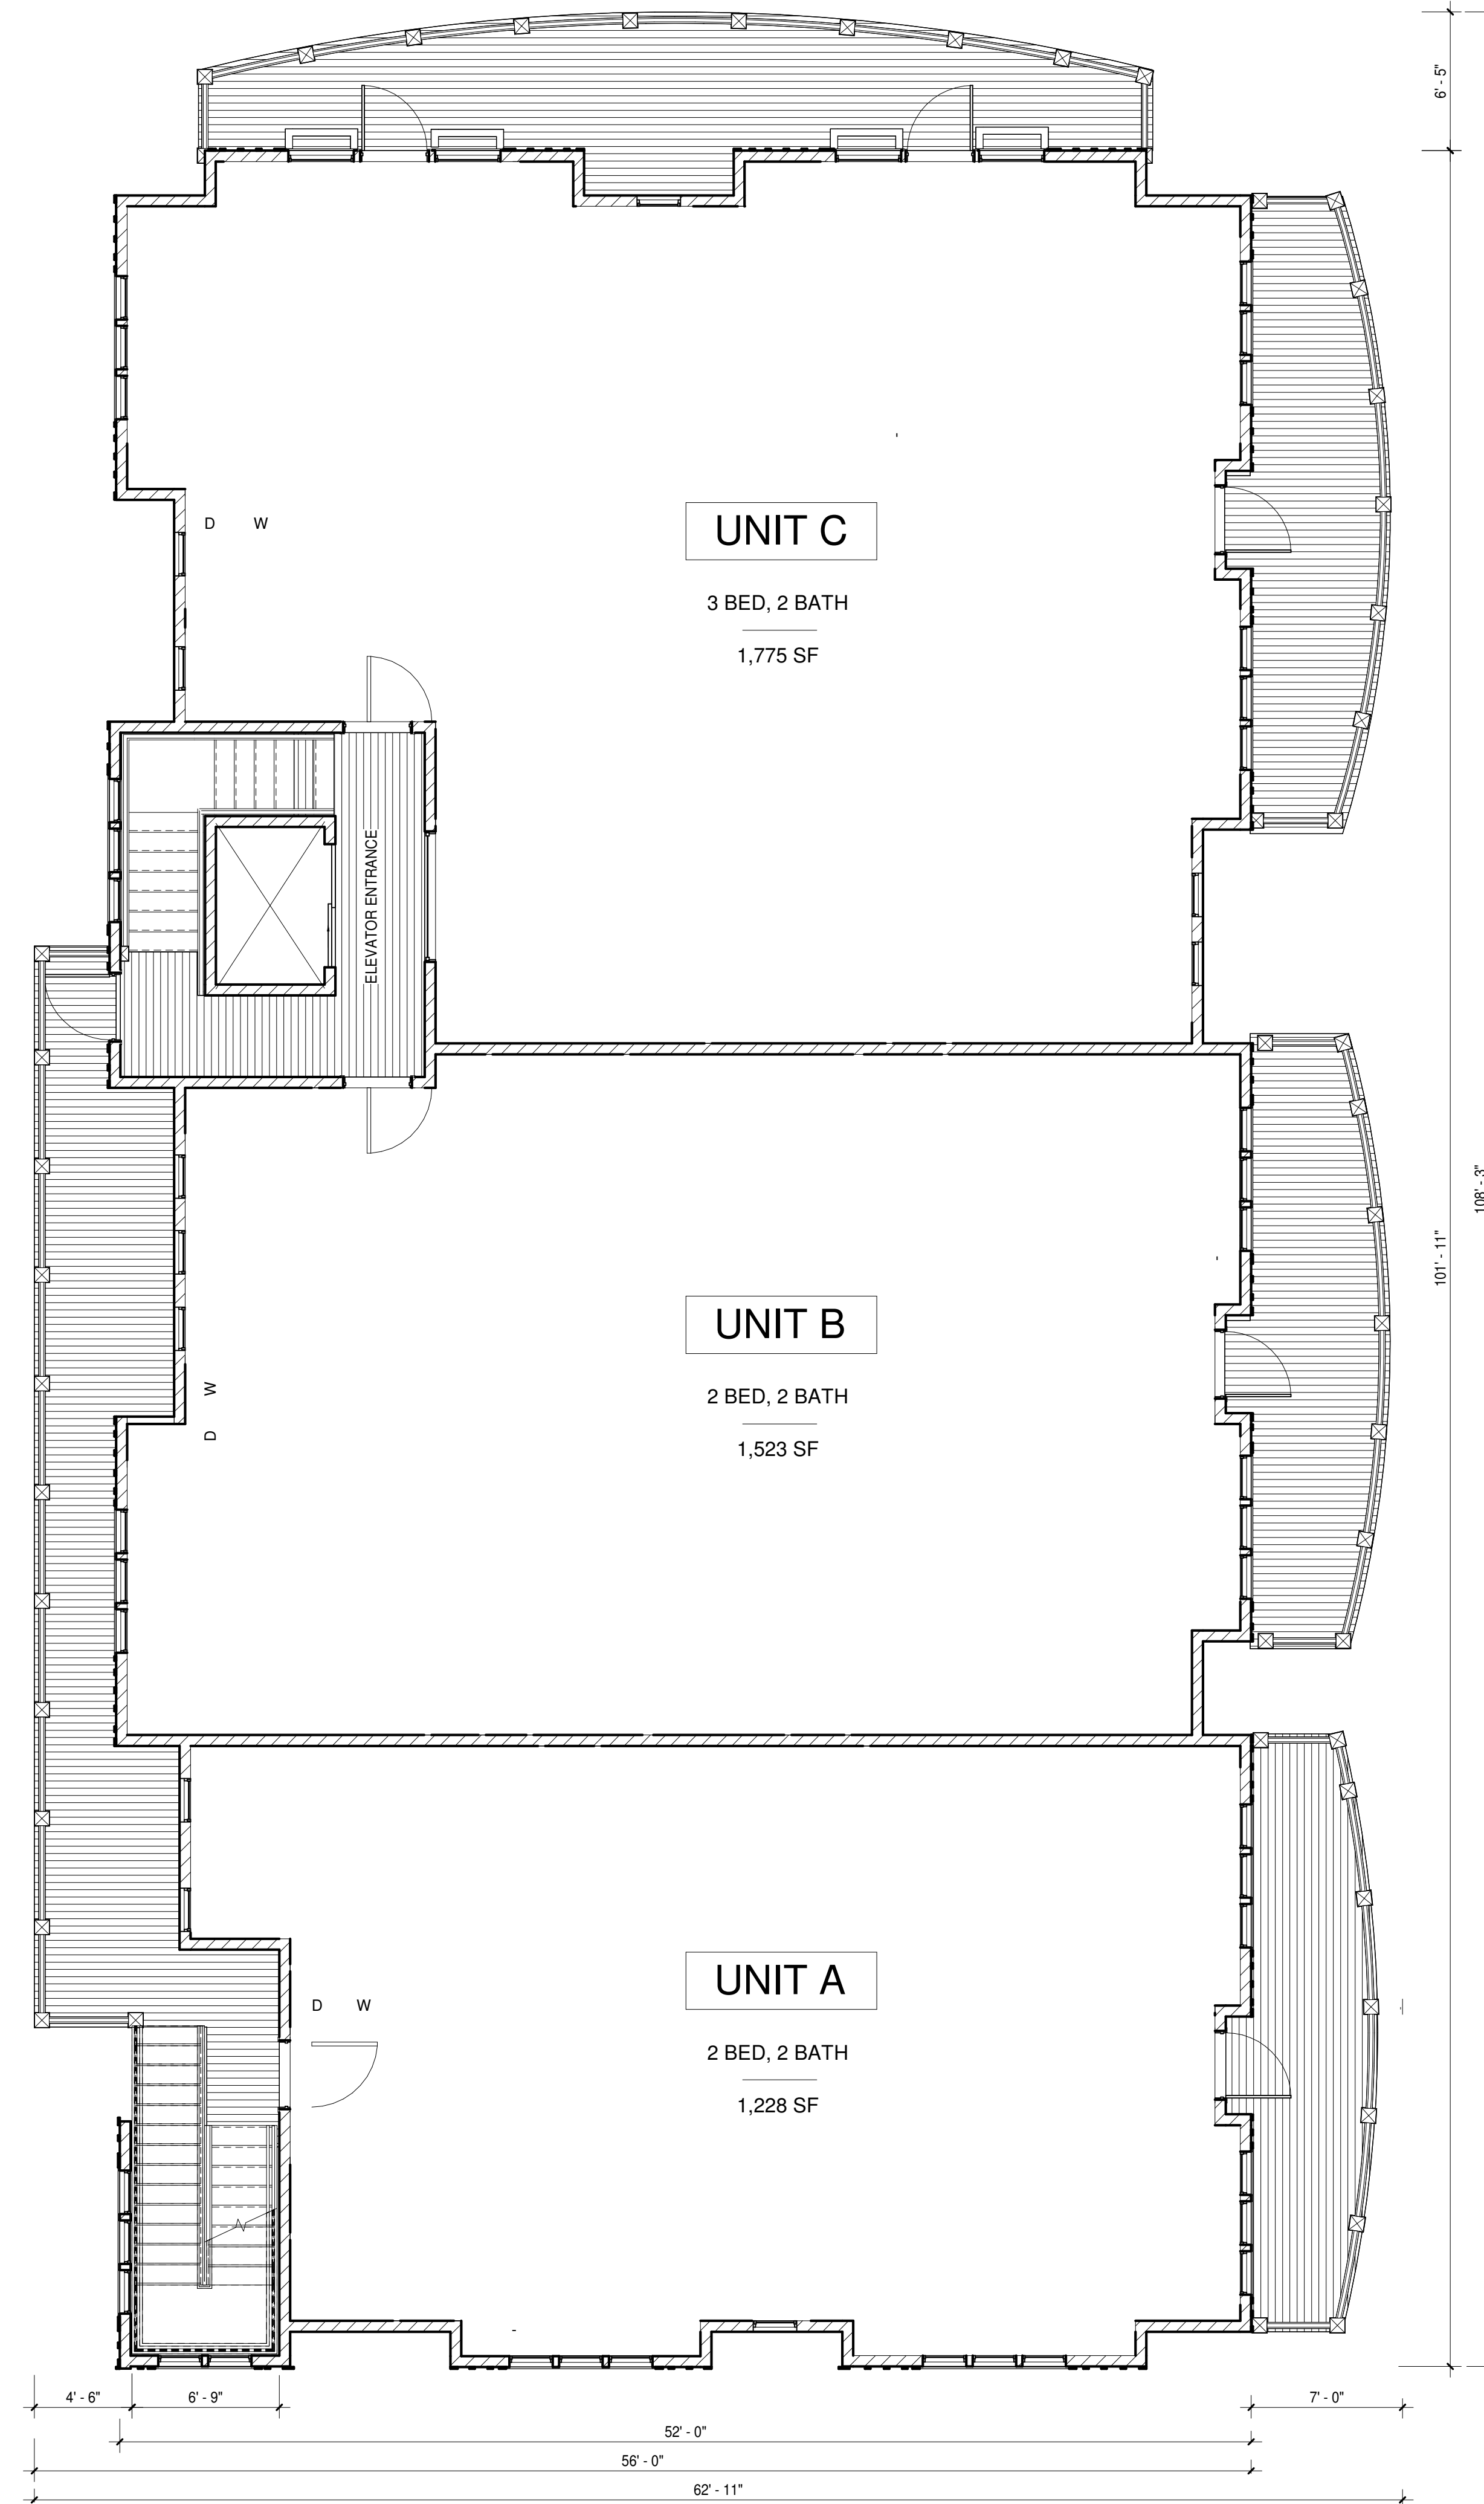 6' - 5"
UNIT C
3 BED, 2 BATH
1,775 SF
D W
ELEVATOR ENTRANCE
108' - 3"
101' - 11"
UNIT B
2 BED, 2 BATH
1,523 SF
W
D
UNIT A
2 BED, 2 BATH
1,228 SF
D W
4' - 6"
6' - 9"
7' - 0"
52' - 0"
56' - 0"
62' - 11"